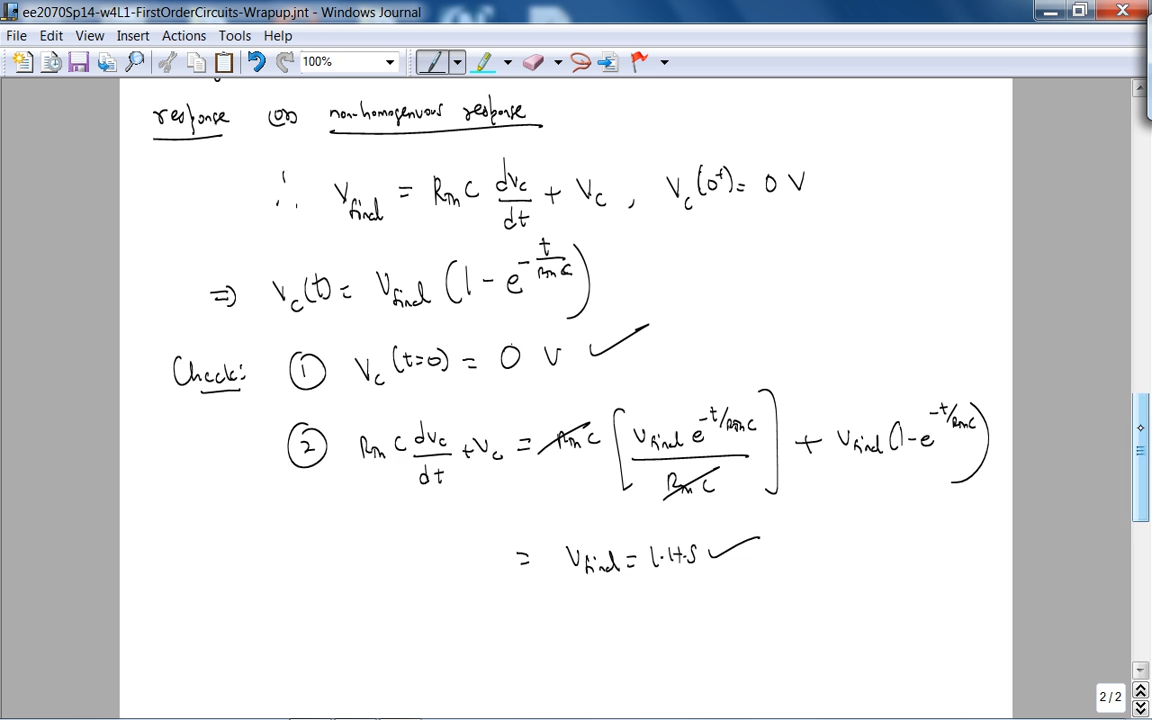 ee2070Sp14-w4L1-FirstOrderCircuits-Wrapup.jnt - Windows Journal
File Edit View Insert Actions Tools Help
100%
response (or) non-homogenuous response
∴ V_final = R_TH C dv_c/dt + V_C , V_c(0⁺) = 0 V
⇒ V_c(t) = V_final (1 - e^(-t/R_TH C))
Check: ① V_c(t=0) = 0 V ✓
② R_TH C dv_c/dt + V_c = R_TH C [V_final e^(-t/R_TH C) / R_TH C] + V_final (1 - e^(-t/R_TH C))
= V_final = L.H.S ✓
2 / 2